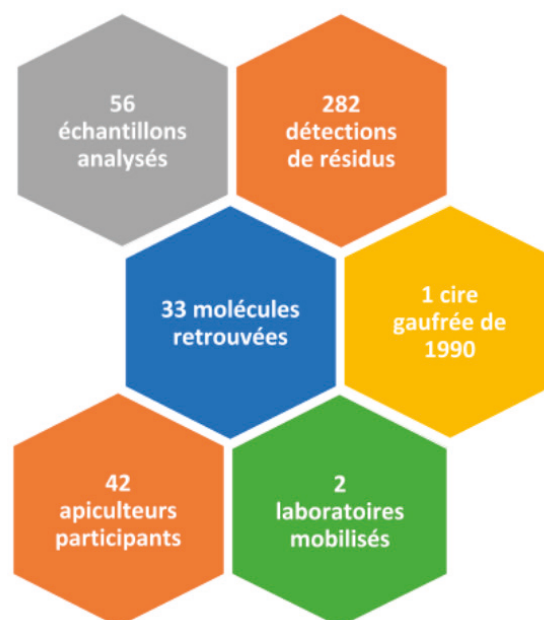 56
échantillons
analysés
282
détections
de résidus
33 molécules
retrouvées
1 cire
gaufrée de
1990
42
apiculteurs
participants
2
laboratoires
mobilisés